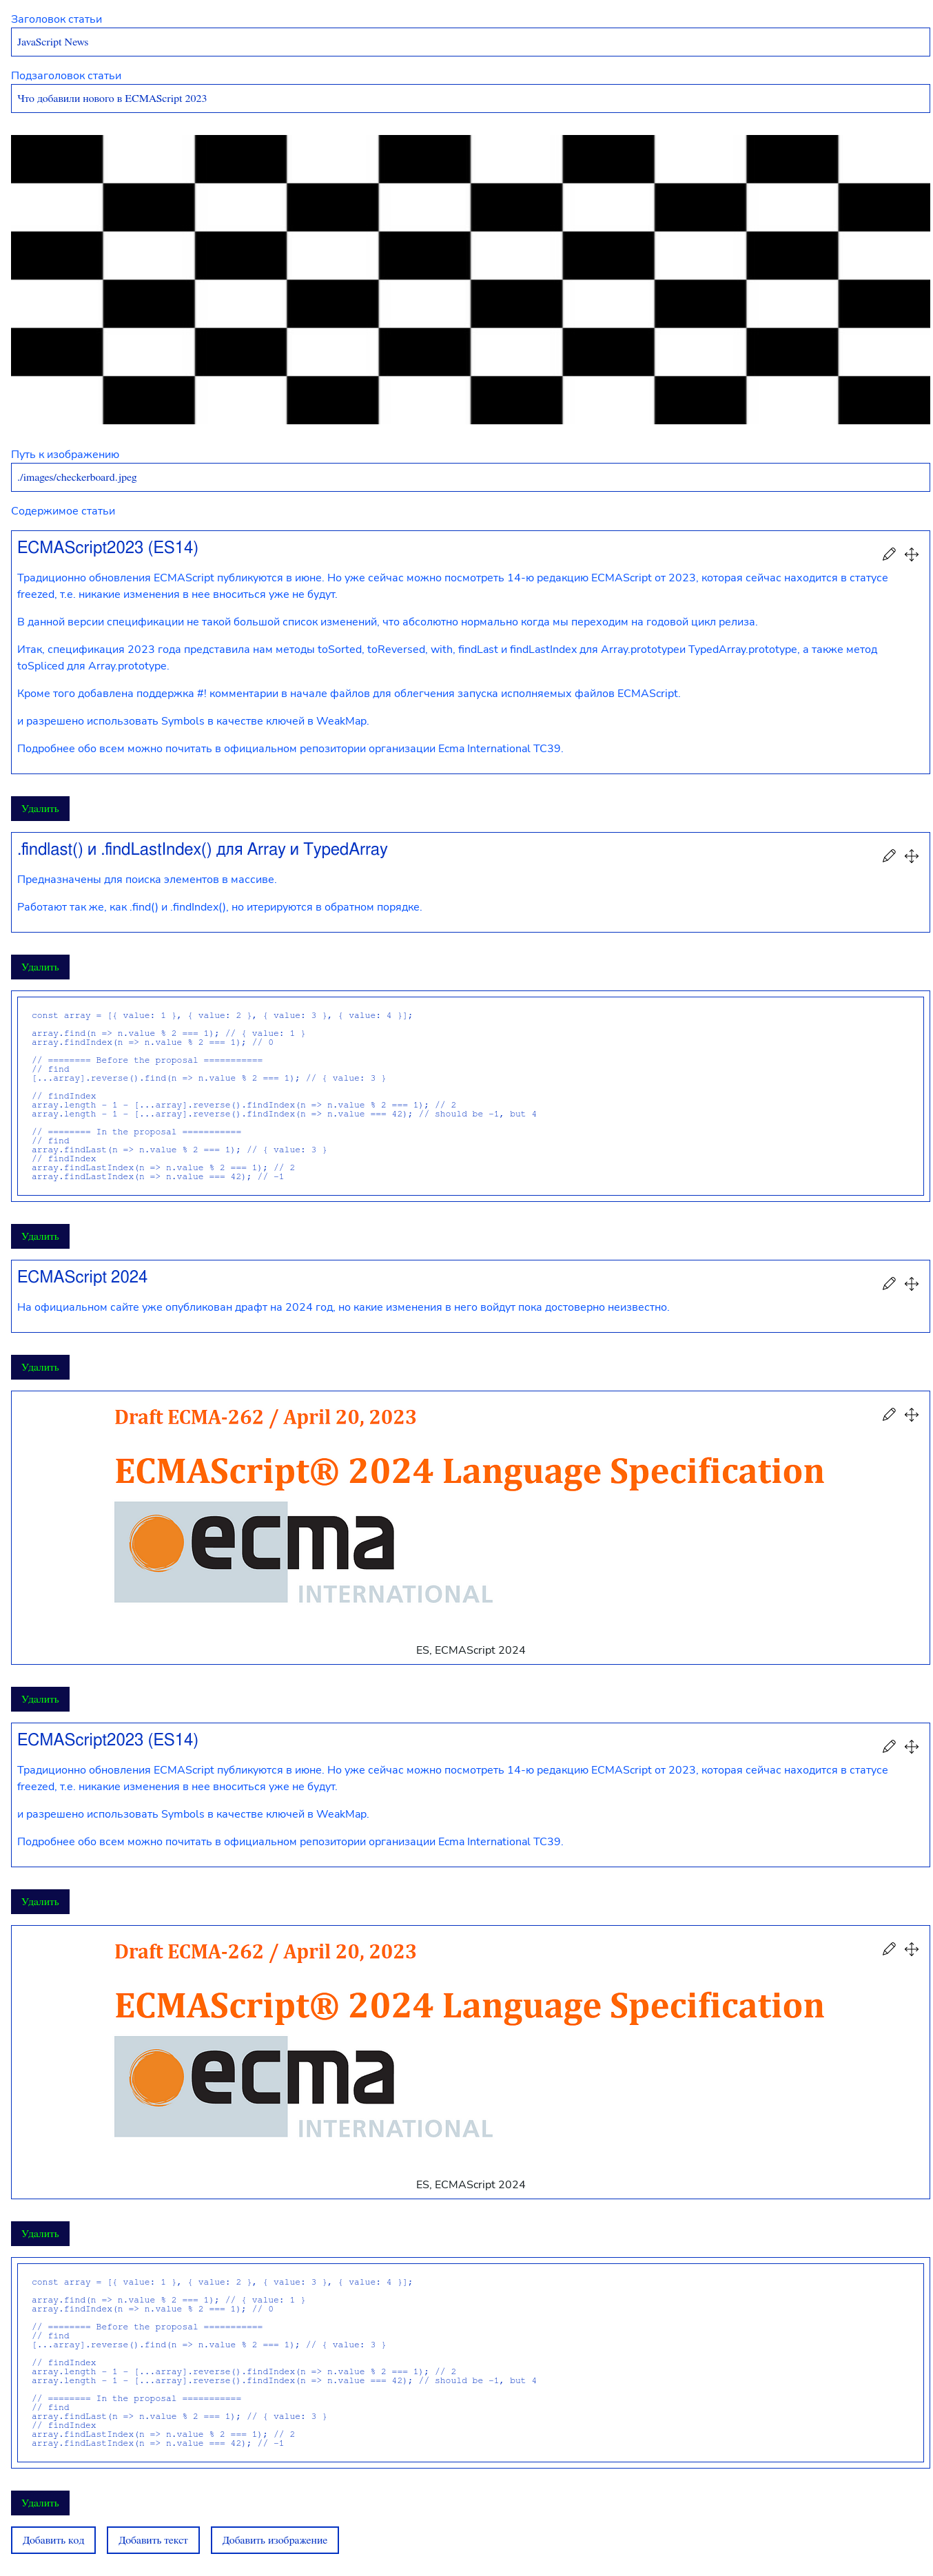 Заголовок статьи
JavaScript News
Подзаголовок статьи
Что добавили нового в ECMAScript 2023
Путь к изображению
./images/checkerboard.jpeg
Содержимое статьи
ECMAScript2023 (ES14)
Традиционно обновления ECMAScript публикуются в июне. Но уже сейчас можно посмотреть 14-ю редакцию ECMAScript от 2023, которая сейчас находится в статусе
freezed, т.е. никакие изменения в нее вноситься уже не будут.
В данной версии спецификации не такой большой список изменений, что абсолютно нормально когда мы переходим на годовой цикл релиза.
Итак, спецификация 2023 года представила нам методы toSorted, toReversed, with, findLast и findLastIndex для Array.prototypeи TypedArray.prototype, а также метод
toSpliced для Array.prototype.
Кроме того добавлена поддержка #! комментарии в начале файлов для облегчения запуска исполняемых файлов ECMAScript.
и разрешено использовать Symbols в качестве ключей в WeakMap.
Подробнее обо всем можно почитать в официальном репозитории организации Ecma International TC39.
Удалить
.findlast() и .findLastIndex() для Array и TypedArray
Предназначены для поиска элементов в массиве.
Работают так же, как .find() и .findIndex(), но итерируются в обратном порядке.
Удалить
const array = [{ value: 1 }, { value: 2 }, { value: 3 }, { value: 4 }];
array.find(n => n.value % 2 === 1); // { value: 1 }
array.findIndex(n => n.value % 2 === 1); // 0
// ======== Before the proposal ===========
// find
[...array].reverse().find(n => n.value % 2 === 1); // { value: 3 }
// findIndex
array.length - 1 - [...array].reverse().findIndex(n => n.value % 2 === 1); // 2
array.length - 1 - [...array].reverse().findIndex(n => n.value === 42); // should be -1, but 4
// ======== In the proposal ===========
// find
array.findLast(n => n.value % 2 === 1); // { value: 3 }
// findIndex
array.findLastIndex(n => n.value % 2 === 1); // 2
array.findLastIndex(n => n.value === 42); // -1
Удалить
ECMAScript 2024
На официальном сайте уже опубликован драфт на 2024 год, но какие изменения в него войдут пока достоверно неизвестно.
Удалить
Draft ECMA-262 / April 20, 2023
ECMAScript® 2024 Language Specification
ecma
INTERNATIONAL
ES, ECMAScript 2024
Удалить
ECMAScript2023 (ES14)
Традиционно обновления ECMAScript публикуются в июне. Но уже сейчас можно посмотреть 14-ю редакцию ECMAScript от 2023, которая сейчас находится в статусе
freezed, т.е. никакие изменения в нее вноситься уже не будут.
и разрешено использовать Symbols в качестве ключей в WeakMap.
Подробнее обо всем можно почитать в официальном репозитории организации Ecma International TC39.
Удалить
Draft ECMA-262 / April 20, 2023
ECMAScript® 2024 Language Specification
ecma
INTERNATIONAL
ES, ECMAScript 2024
Удалить
const array = [{ value: 1 }, { value: 2 }, { value: 3 }, { value: 4 }];
array.find(n => n.value % 2 === 1); // { value: 1 }
array.findIndex(n => n.value % 2 === 1); // 0
// ======== Before the proposal ===========
// find
[...array].reverse().find(n => n.value % 2 === 1); // { value: 3 }
// findIndex
array.length - 1 - [...array].reverse().findIndex(n => n.value % 2 === 1); // 2
array.length - 1 - [...array].reverse().findIndex(n => n.value === 42); // should be -1, but 4
// ======== In the proposal ===========
// find
array.findLast(n => n.value % 2 === 1); // { value: 3 }
// findIndex
array.findLastIndex(n => n.value % 2 === 1); // 2
array.findLastIndex(n => n.value === 42); // -1
Удалить
Добавить код Добавить текст Добавить изображение